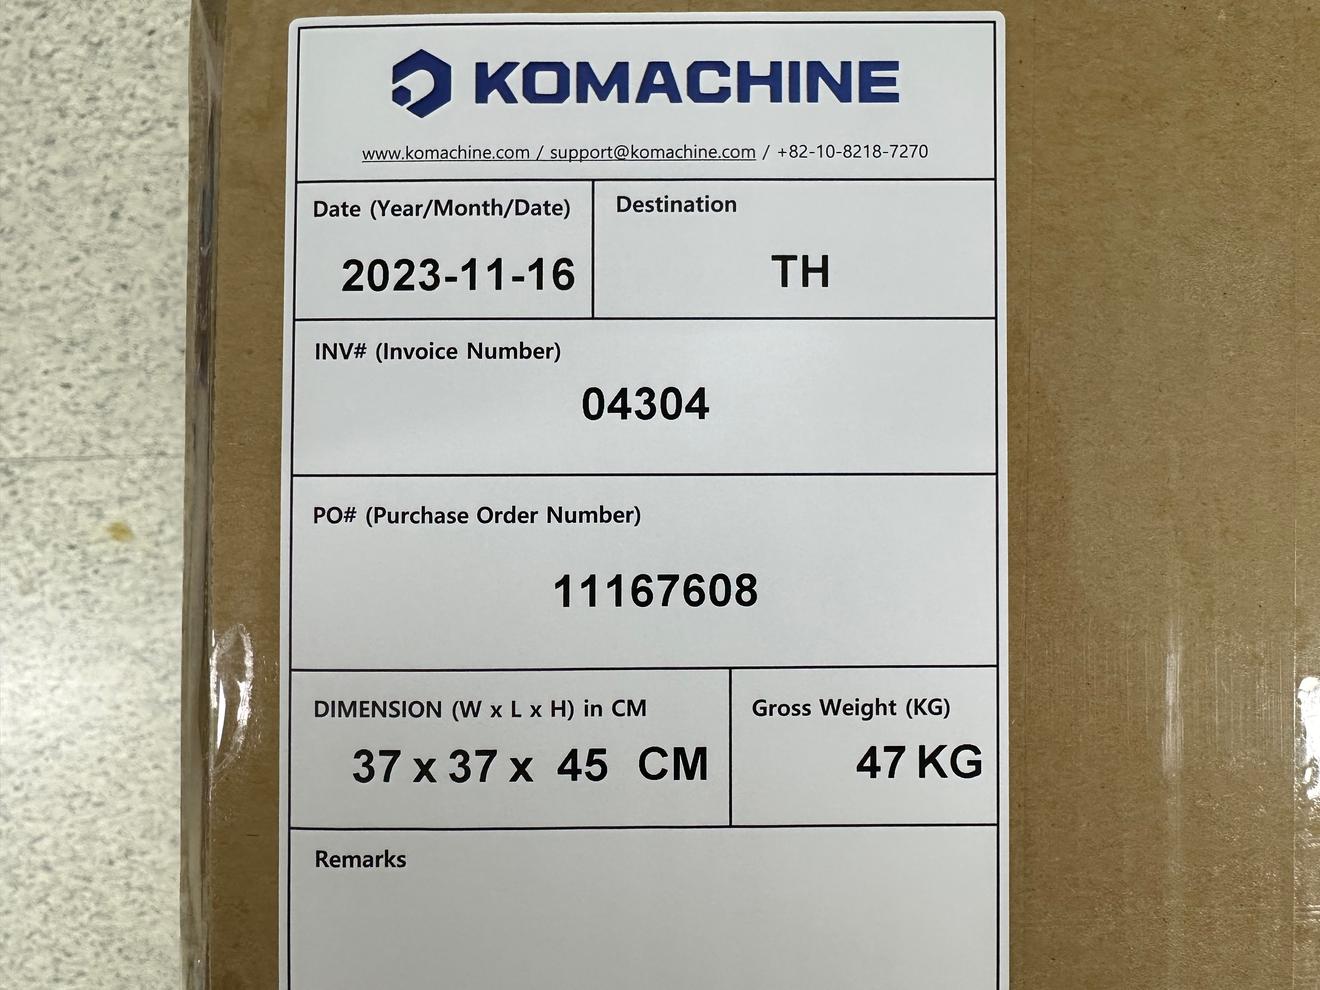 KOMACHINE
www.komachine.com / support@komachine.com / +82-10-8218-7270
Date (Year/Month/Date)
2023-11-16
Destination
TH
INV# (Invoice Number)
04304
PO# (Purchase Order Number)
11167608
DIMENSION (W x L x H) in CM
37 x 37 x 45 CM
Gross Weight (KG)
47 KG
Remarks